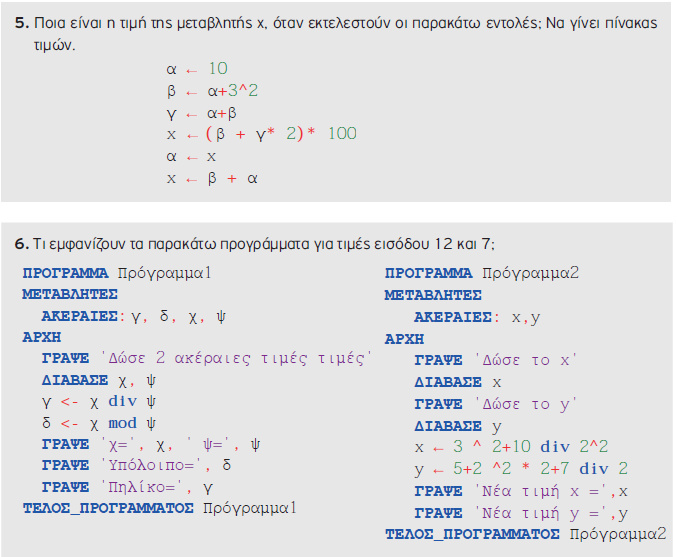 5. Ποια είναι η τιμή της μεταβλητής x, όταν εκτελεστούν οι παρακάτω εντολές; Να γίνει πίνακας
τιμών.
α ← 10
β ← α+3^2
γ ← α+β
x ← (β + γ* 2)* 100
α ← x
x ← β + α
6. Τι εμφανίζουν τα παρακάτω προγράμματα για τιμές εισόδου 12 και 7;
ΠΡΟΓΡΑΜΜΑ Πρόγραμμα1
ΜΕΤΑΒΛΗΤΕΣ
ΑΚΕΡΑΙΕΣ: γ, δ, χ, ψ
ΑΡΧΗ
ΓΡΑΨΕ 'Δώσε 2 ακέραιες τιμές τιμές'
ΔΙΑΒΑΣΕ χ, ψ
γ <- χ div ψ
δ <- χ mod ψ
ΓΡΑΨΕ 'χ=', χ, ' ψ=', ψ
ΓΡΑΨΕ 'Υπόλοιπο=', δ
ΓΡΑΨΕ 'Πηλίκο=', γ
ΤΕΛΟΣ_ΠΡΟΓΡΑΜΜΑΤΟΣ Πρόγραμμα1
ΠΡΟΓΡΑΜΜΑ Πρόγραμμα2
ΜΕΤΑΒΛΗΤΕΣ
ΑΚΕΡΑΙΕΣ: x,y
ΑΡΧΗ
ΓΡΑΨΕ 'Δώσε το x'
ΔΙΑΒΑΣΕ x
ΓΡΑΨΕ 'Δώσε το y'
ΔΙΑΒΑΣΕ y
x ← 3 ^ 2+10 div 2^2
y ← 5+2 ^2 * 2+7 div 2
ΓΡΑΨΕ 'Νέα τιμή x =',x
ΓΡΑΨΕ 'Νέα τιμή y =',y
ΤΕΛΟΣ_ΠΡΟΓΡΑΜΜΑΤΟΣ Πρόγραμμα2